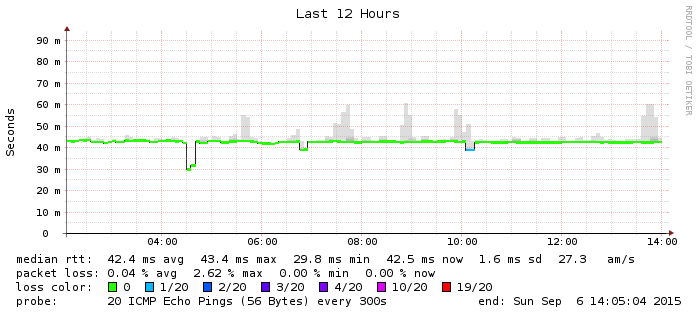 Last 12 Hours
RRDTOOL / TOBI OETIKER
Seconds
90 m
80 m
70 m
60 m
50 m
40 m
30 m
20 m
10 m
0
04:00 06:00 08:00 10:00 12:00 14:00
median rtt: 42.4 ms avg 43.4 ms max 29.8 ms min 42.5 ms now 1.6 ms sd 27.3 am/s
packet loss: 0.04 % avg 2.62 % max 0.00 % min 0.00 % now
loss color: 0 1/20 2/20 3/20 4/20 10/20 19/20
probe: 20 ICMP Echo Pings (56 Bytes) every 300s end: Sun Sep 6 14:05:04 2015